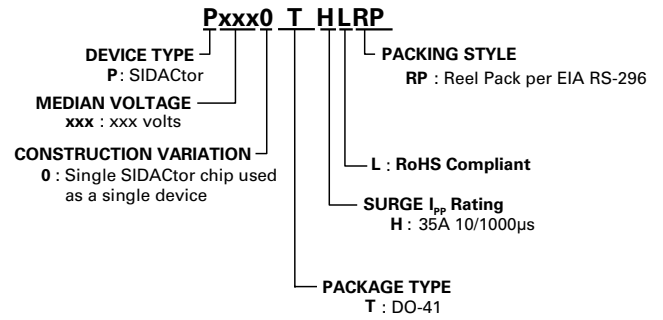 Pxxx0 T HLRP
DEVICE TYPE
P: SIDACtor
PACKING STYLE
RP : Reel Pack per EIA RS-296
MEDIAN VOLTAGE
xxx : xxx volts
CONSTRUCTION VARIATION
0 : Single SIDACtor chip used
as a single device
L : RoHS Compliant
SURGE IPP Rating
H : 35A 10/1000µs
PACKAGE TYPE
T : DO-41